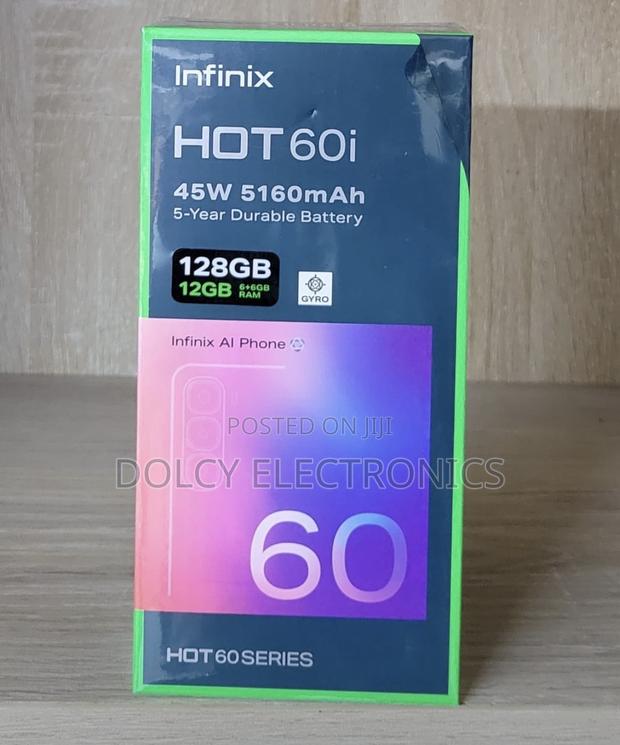 Infinix
HOT 60i
45W 5160mAh
5-Year Durable Battery
128GB
12GB 6+6GB RAM
GYRO
Infinix AI Phone
POSTED ON JIJI
DOLCY ELECTRONICS
60
HOT 60 SERIES